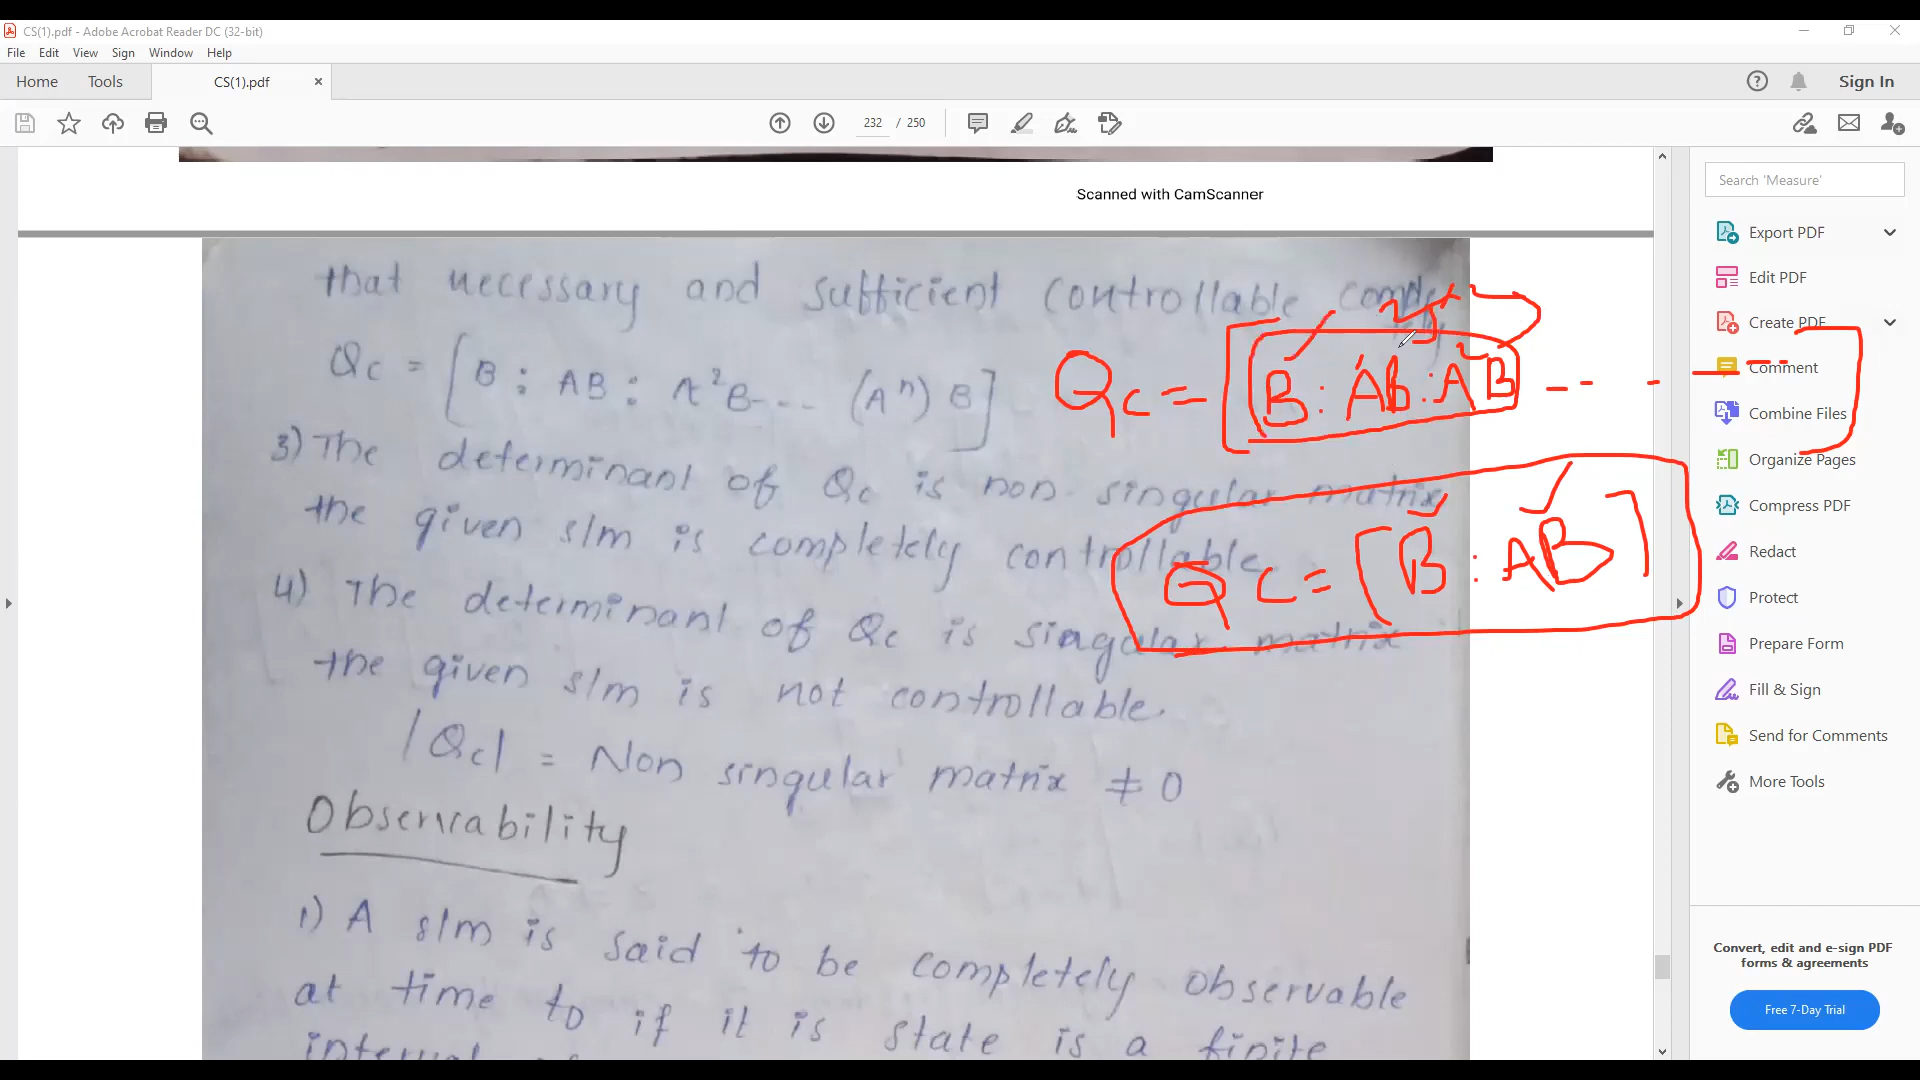 CS(1).pdf - Adobe Acrobat Reader DC (32-bit)
File Edit View Sign Window Help
Home Tools CS(1).pdf × Sign In
232 / 250
Scanned with CamScanner
that necessary and sufficient controllable
Qc = [B : AB : A²B-... (Aⁿ) B]
Qc = [B : AB : A²B - - - - - ]
3) The determinant of Qc is non-singular matrix
the given s/m is completely controllable.
Qc = [B : AB]
4) The determinant of Qc is singular matrix
the given s/m is not controllable.
|Qc| = Non singular matrix ≠ 0
Observability
1) A s/m is said to be completely observable
at time to if it is state is a finite
Search 'Measure'
Export PDF
Edit PDF
Create PDF
Comment
Combine Files
Organize Pages
Compress PDF
Redact
Protect
Prepare Form
Fill & Sign
Send for Comments
More Tools
Convert, edit and e-sign PDF
forms & agreements
Free 7-Day Trial